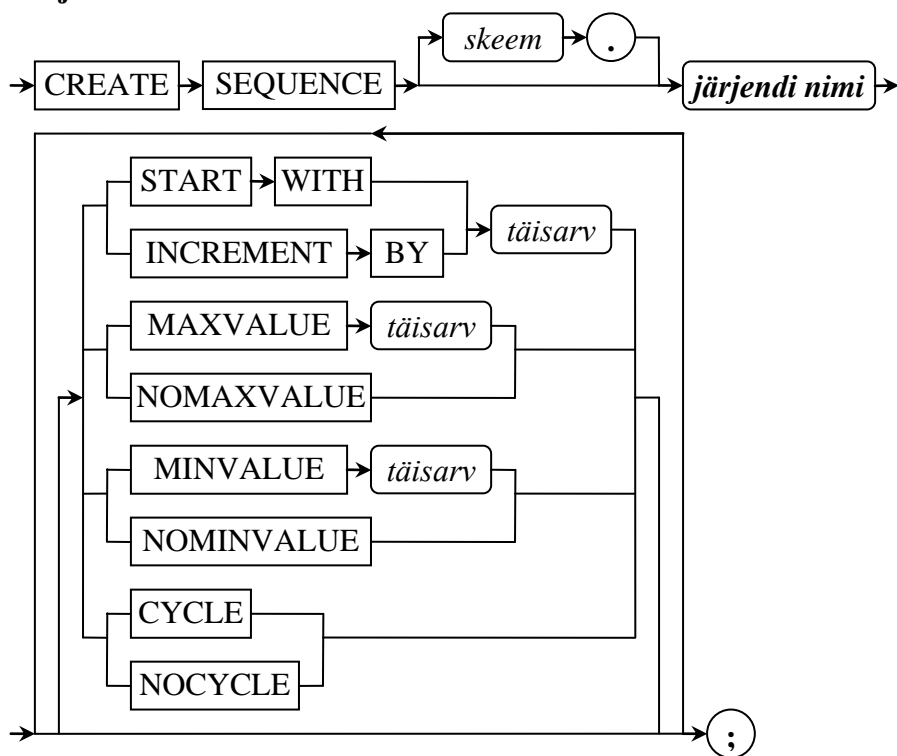 skeem .
CREATE SEQUENCE järjendi nimi
START WITH
täisarv
INCREMENT BY
MAXVALUE täisarv
NOMAXVALUE
MINVALUE täisarv
NOMINVALUE
CYCLE
NOCYCLE
;